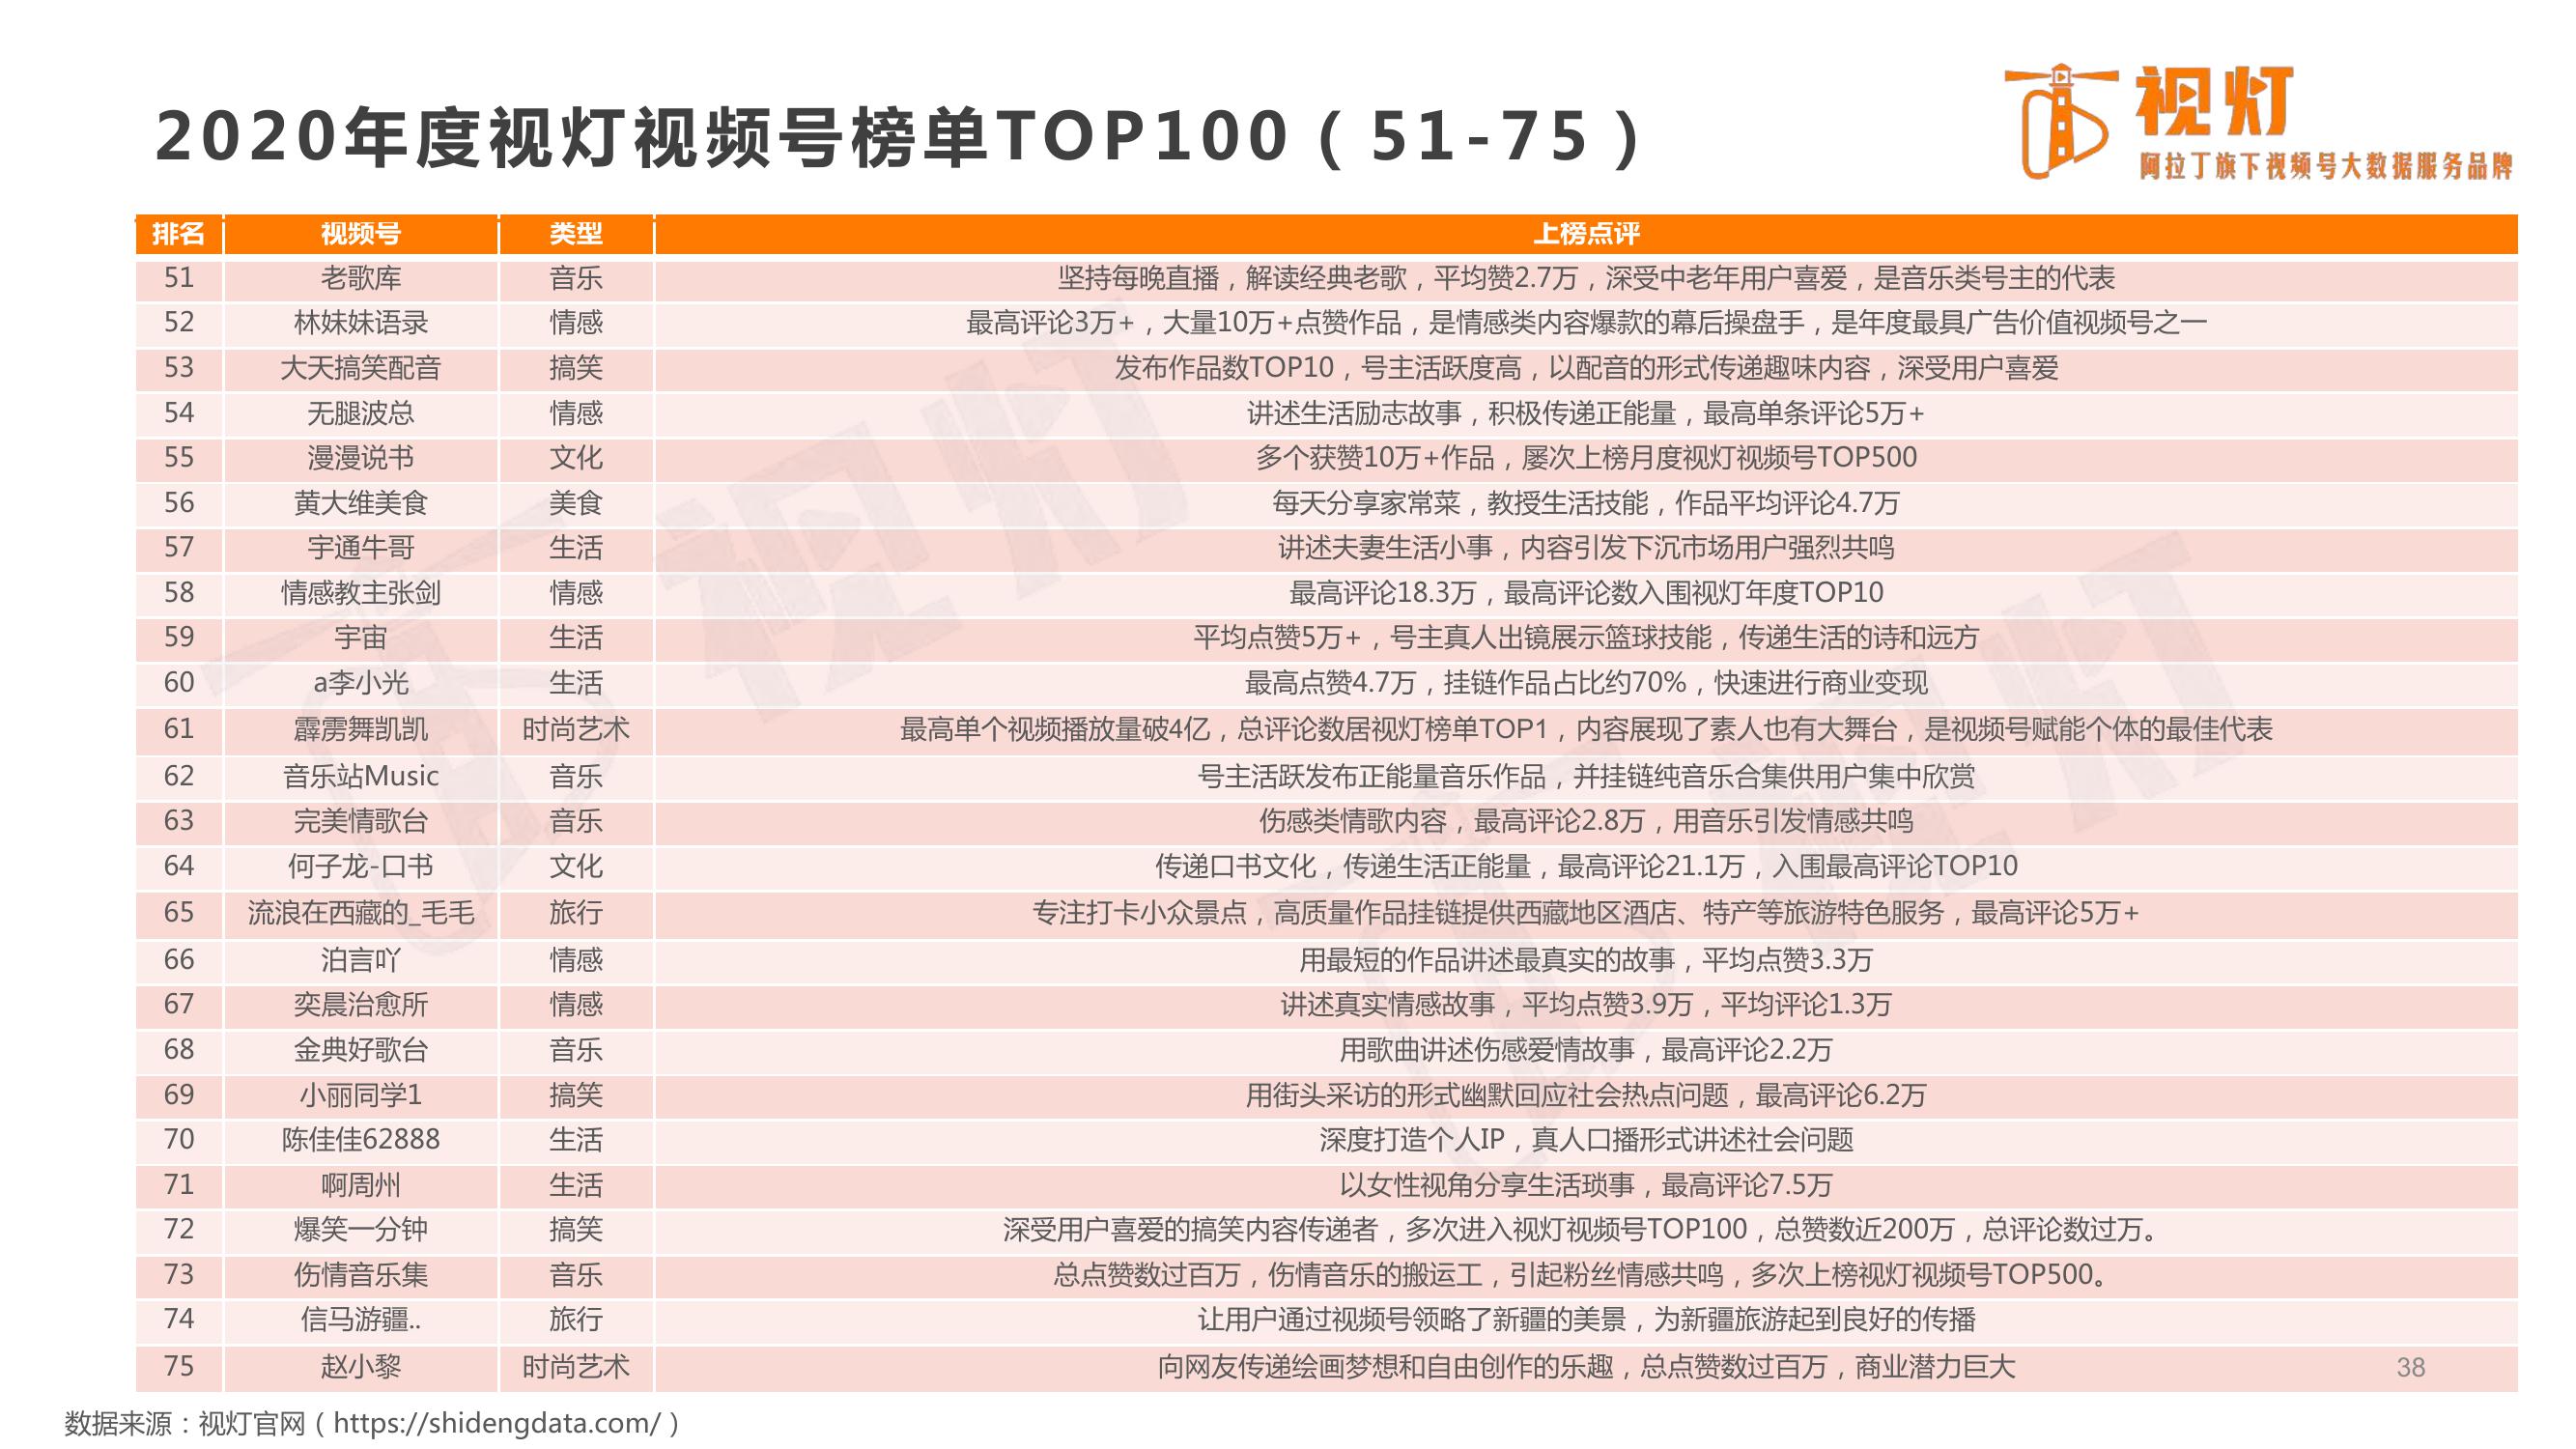 2020年度视灯视频号榜单TOP100（51-75）
视灯
阿拉丁旗下视频号大数据服务品牌
排名 视频号 类型 上榜点评
51 老歌库 音乐 坚持每晚直播，解读经典老歌，平均赞2.7万，深受中老年用户喜爱，是音乐类号主的代表
52 林妹妹语录 情感 最高评论3万+，大量10万+点赞作品，是情感类内容爆款的幕后操盘手，是年度最具广告价值视频号之一
53 大天搞笑配音 搞笑 发布作品数TOP10，号主活跃度高，以配音的形式传递趣味内容，深受用户喜爱
54 无腿波总 情感 讲述生活励志故事，积极传递正能量，最高单条评论5万+
55 漫漫说书 文化 多个获赞10万+作品，屡次上榜月度视灯视频号TOP500
56 黄大维美食 美食 每天分享家常菜，教授生活技能，作品平均评论4.7万
57 宇通牛哥 生活 讲述夫妻生活小事，内容引发下沉市场用户强烈共鸣
58 情感教主张剑 情感 最高评论18.3万，最高评论数入围视灯年度TOP10
59 宇宙 生活 平均点赞5万+，号主真人出镜展示篮球技能，传递生活的诗和远方
60 a李小光 生活 最高点赞4.7万，挂链作品占比约70%，快速进行商业变现
61 霹雳舞凯凯 时尚艺术 最高单个视频播放量破4亿，总评论数居视灯榜单TOP1，内容展现了素人也有大舞台，是视频号赋能个体的最佳代表
62 音乐站Music 音乐 号主活跃发布正能量音乐作品，并挂链纯音乐合集供用户集中欣赏
63 完美情歌台 音乐 伤感类情歌内容，最高评论2.8万，用音乐引发情感共鸣
64 何子龙-口书 文化 传递口书文化，传递生活正能量，最高评论21.1万，入围最高评论TOP10
65 流浪在西藏的_毛毛 旅行 专注打卡小众景点，高质量作品挂链提供西藏地区酒店、特产等旅游特色服务，最高评论5万+
66 泊言吖 情感 用最短的作品讲述最真实的故事，平均点赞3.3万
67 奕晨治愈所 情感 讲述真实情感故事，平均点赞3.9万，平均评论1.3万
68 金典好歌台 音乐 用歌曲讲述伤感爱情故事，最高评论2.2万
69 小丽同学1 搞笑 用街头采访的形式幽默回应社会热点问题，最高评论6.2万
70 陈佳佳62888 生活 深度打造个人IP，真人口播形式讲述社会问题
71 啊周州 生活 以女性视角分享生活琐事，最高评论7.5万
72 爆笑一分钟 搞笑 深受用户喜爱的搞笑内容传递者，多次进入视灯视频号TOP100，总赞数近200万，总评论数过万。
73 伤情音乐集 音乐 总点赞数过百万，伤情音乐的搬运工，引起粉丝情感共鸣，多次上榜视灯视频号TOP500。
74 信马游疆.. 旅行 让用户通过视频号领略了新疆的美景，为新疆旅游起到良好的传播
75 赵小黎 时尚艺术 向网友传递绘画梦想和自由创作的乐趣，总点赞数过百万，商业潜力巨大
38
数据来源：视灯官网（https://shidengdata.com/）